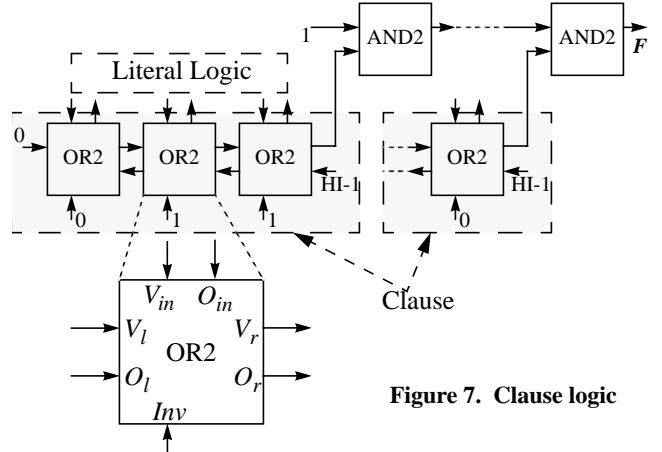 1
AND2
AND2
F
Literal Logic
0
OR2
OR2
OR2
OR2
HI-1
HI-1
0
1
1
0
Clause
V_in O_in
V_l V_r
OR2
O_l O_r
Inv
Figure 7. Clause logic